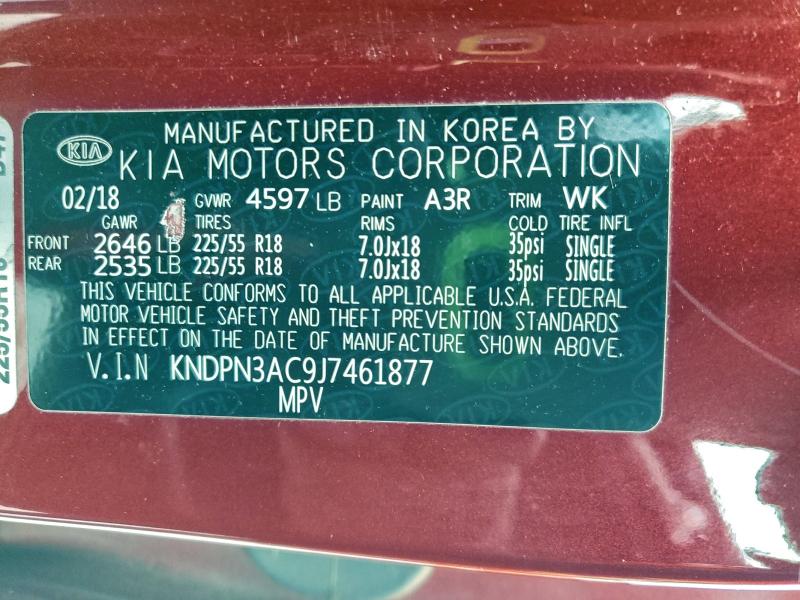 MANUFACTURED IN KOREA BY
KIA KIA MOTORS CORPORATION
02/18 GVWR 4597 LB PAINT A3R TRIM WK
GAWR TIRES RIMS COLD TIRE INFL
FRONT 2646 LB 225/55 R18 7.0Jx18 35psi SINGLE
REAR 2535 LB 225/55 R18 7.0Jx18 35psi SINGLE
THIS VEHICLE CONFORMS TO ALL APPLICABLE U.S.A. FEDERAL
MOTOR VEHICLE SAFETY AND THEFT PREVENTION STANDARDS
IN EFFECT ON THE DATE OF MANUFACTURE SHOWN ABOVE.
V.I.N KNDPN3AC9J7461877
MPV